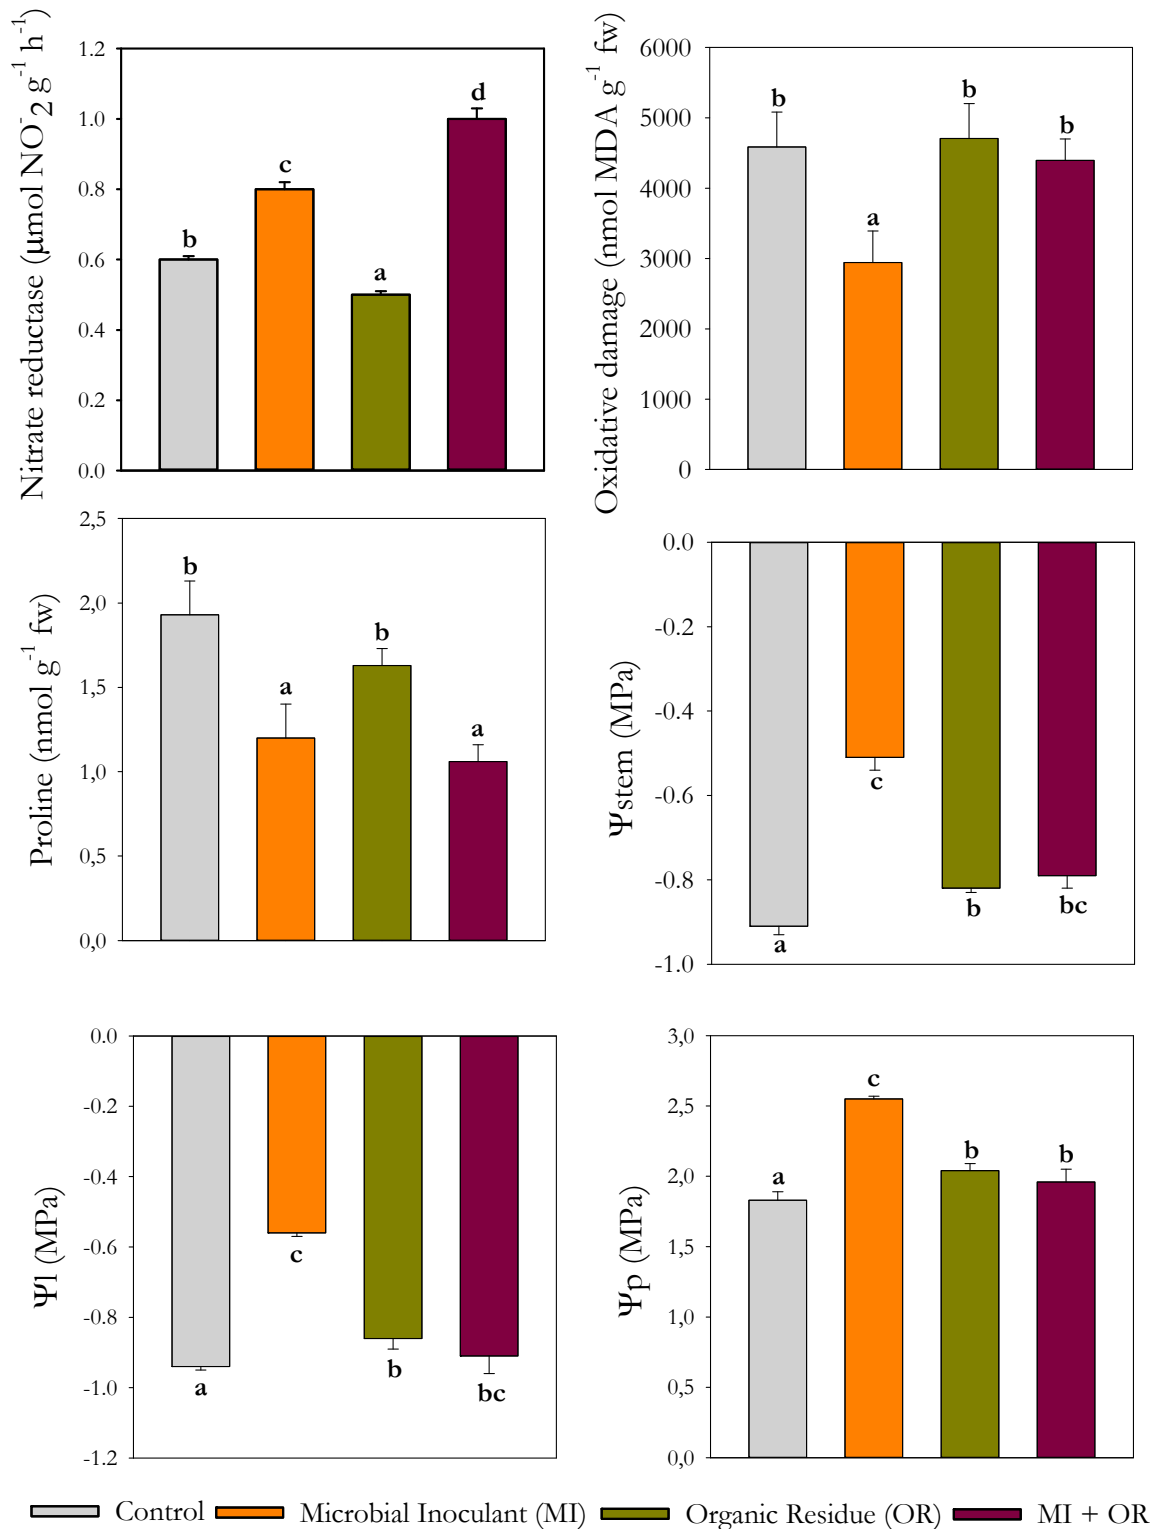 Nitrate reductase (μmol NO⁻₂ g⁻¹ h⁻¹)
1.2
1.0
0.8
0.6
0.4
0.2
0.0
b
c
a
d
Oxidative damage (nmol MDA g⁻¹ fw)
6000
5000
4000
3000
2000
1000
0
b
a
b
b
Proline (nmol g⁻¹ fw)
2,5
2,0
1,5
1,0
0,5
0,0
b
a
b
a
Ψstem (MPa)
0.0
-0.2
-0.4
-0.6
-0.8
-1.0
a
c
b
bc
Ψl (MPa)
0.0
-0.2
-0.4
-0.6
-0.8
-1.0
-1.2
a
c
b
bc
Ψp (MPa)
3,0
2,5
2,0
1,5
1,0
0,5
0,0
a
c
b
b
Control Microbial Inoculant (MI) Organic Residue (OR) MI + OR